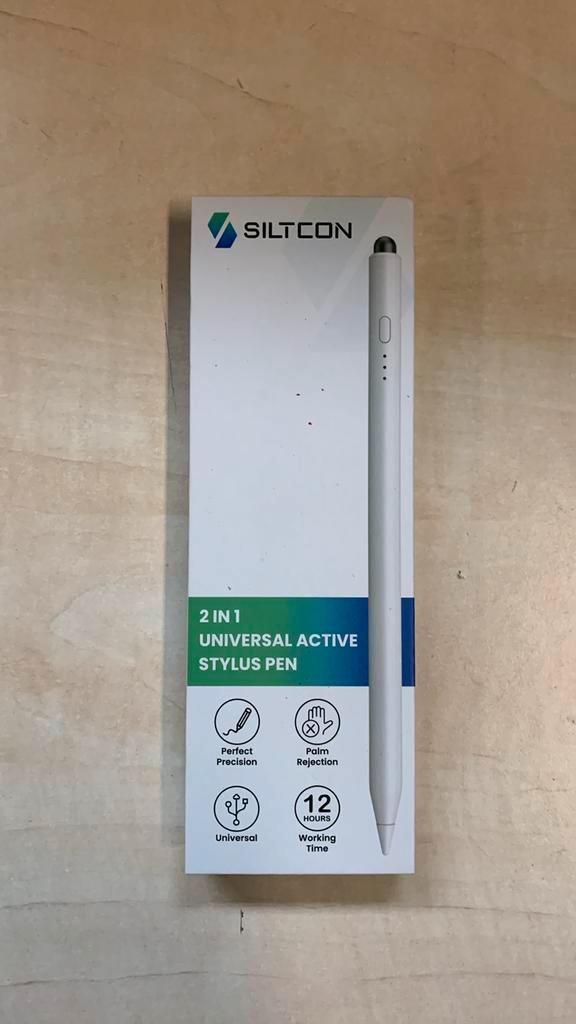 SILTCON
2 IN 1
UNIVERSAL ACTIVE
STYLUS PEN
Perfect
Precision
Palm
Rejection
Universal
12
HOURS
Working
Time